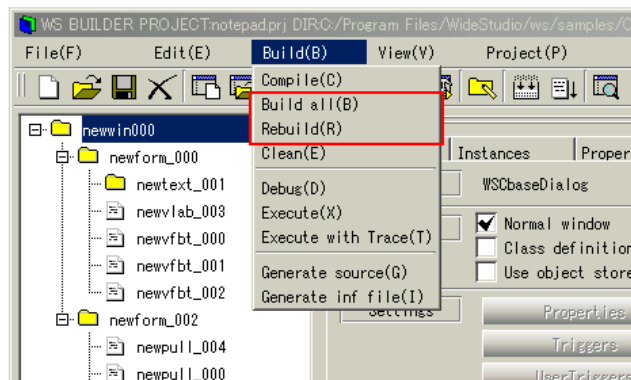 WS BUILDER PROJECT:notepad.prj DIR:C:/Program Files/WideStudio/ws/samples/
File(F) Edit(E) Build(B) View(V) Project(P)
Compile(C)
Build all(B)
Rebuild(R)
Clean(E)
Debug(D)
Execute(X)
Execute with Trace(T)
Generate source(G)
Generate inf file(I)
newwin000
newform_000
newtext_001
newvlab_003
newvfbt_000
newvfbt_001
newvfbt_002
newform_002
newpull_004
newpull_000
Instances Proper
WSCbaseDialog
Normal window
Class definition
Use object store
Settings Properties
Triggers
UserTriggers